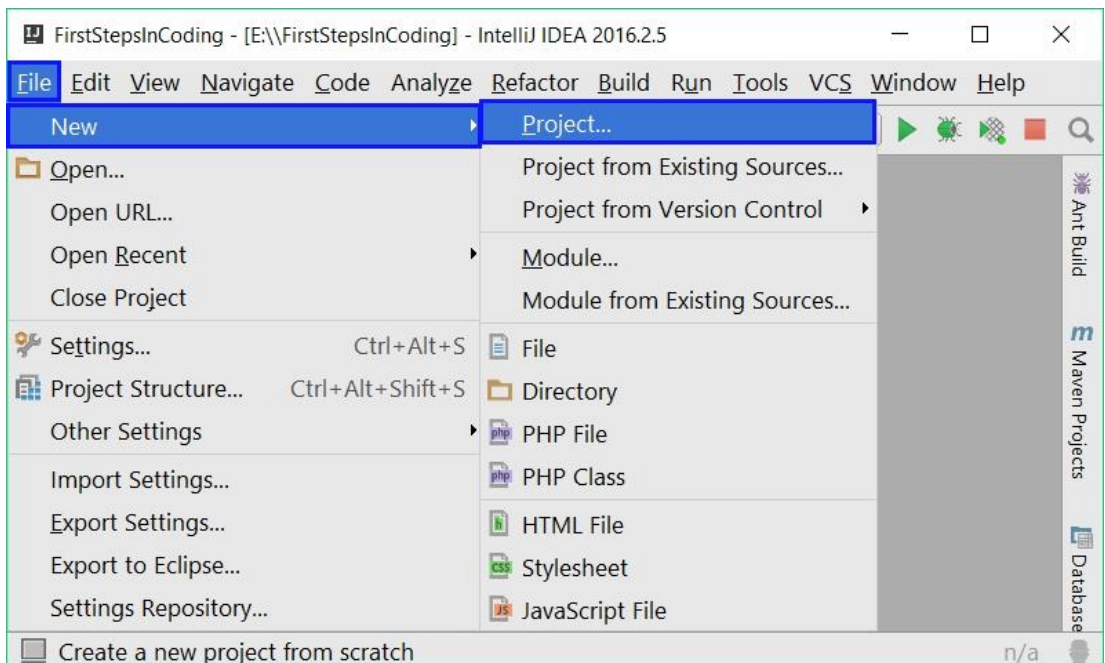 FirstStepsInCoding - [E:\\FirstStepsInCoding] - IntelliJ IDEA 2016.2.5
File Edit View Navigate Code Analyze Refactor Build Run Tools VCS Window Help
New
Open...
Open URL...
Open Recent
Close Project
Settings... Ctrl+Alt+S
Project Structure... Ctrl+Alt+Shift+S
Other Settings
Import Settings...
Export Settings...
Export to Eclipse...
Settings Repository...
Project...
Project from Existing Sources...
Project from Version Control
Module...
Module from Existing Sources...
File
Directory
PHP File
PHP Class
HTML File
Stylesheet
JavaScript File
Ant Build
Maven Projects
Database
Create a new project from scratch
n/a